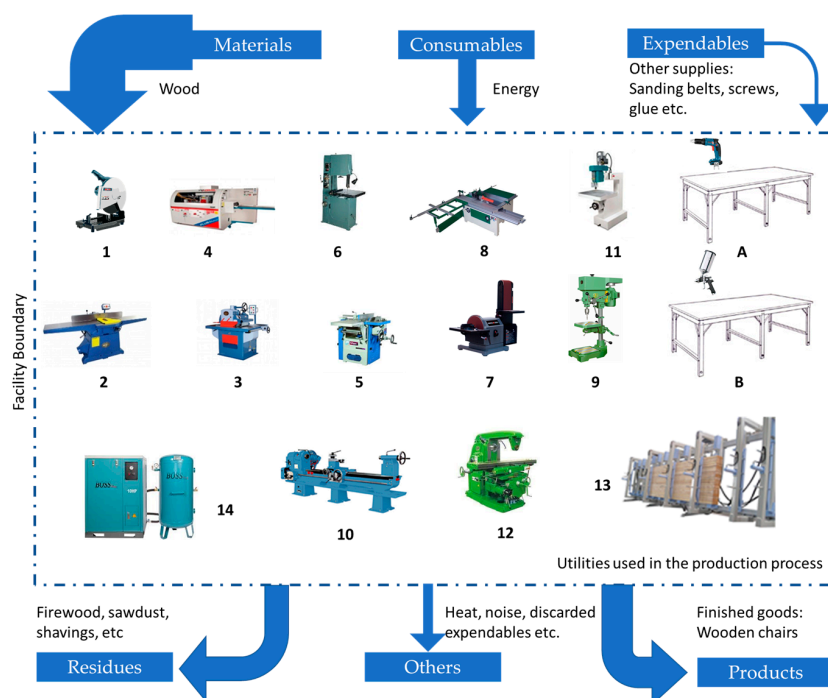 Materials
Consumables
Expendables
Wood
Energy
Other supplies:
Sanding belts, screws,
glue etc.
Facility Boundary
1
4
6
8
11
A
2
3
5
7
9
B
BOSS
BOSS
14
10
12
13
Utilities used in the production process
Firewood, sawdust,
shavings, etc
Heat, noise, discarded
expendables etc.
Finished goods:
Wooden chairs
Residues
Others
Products